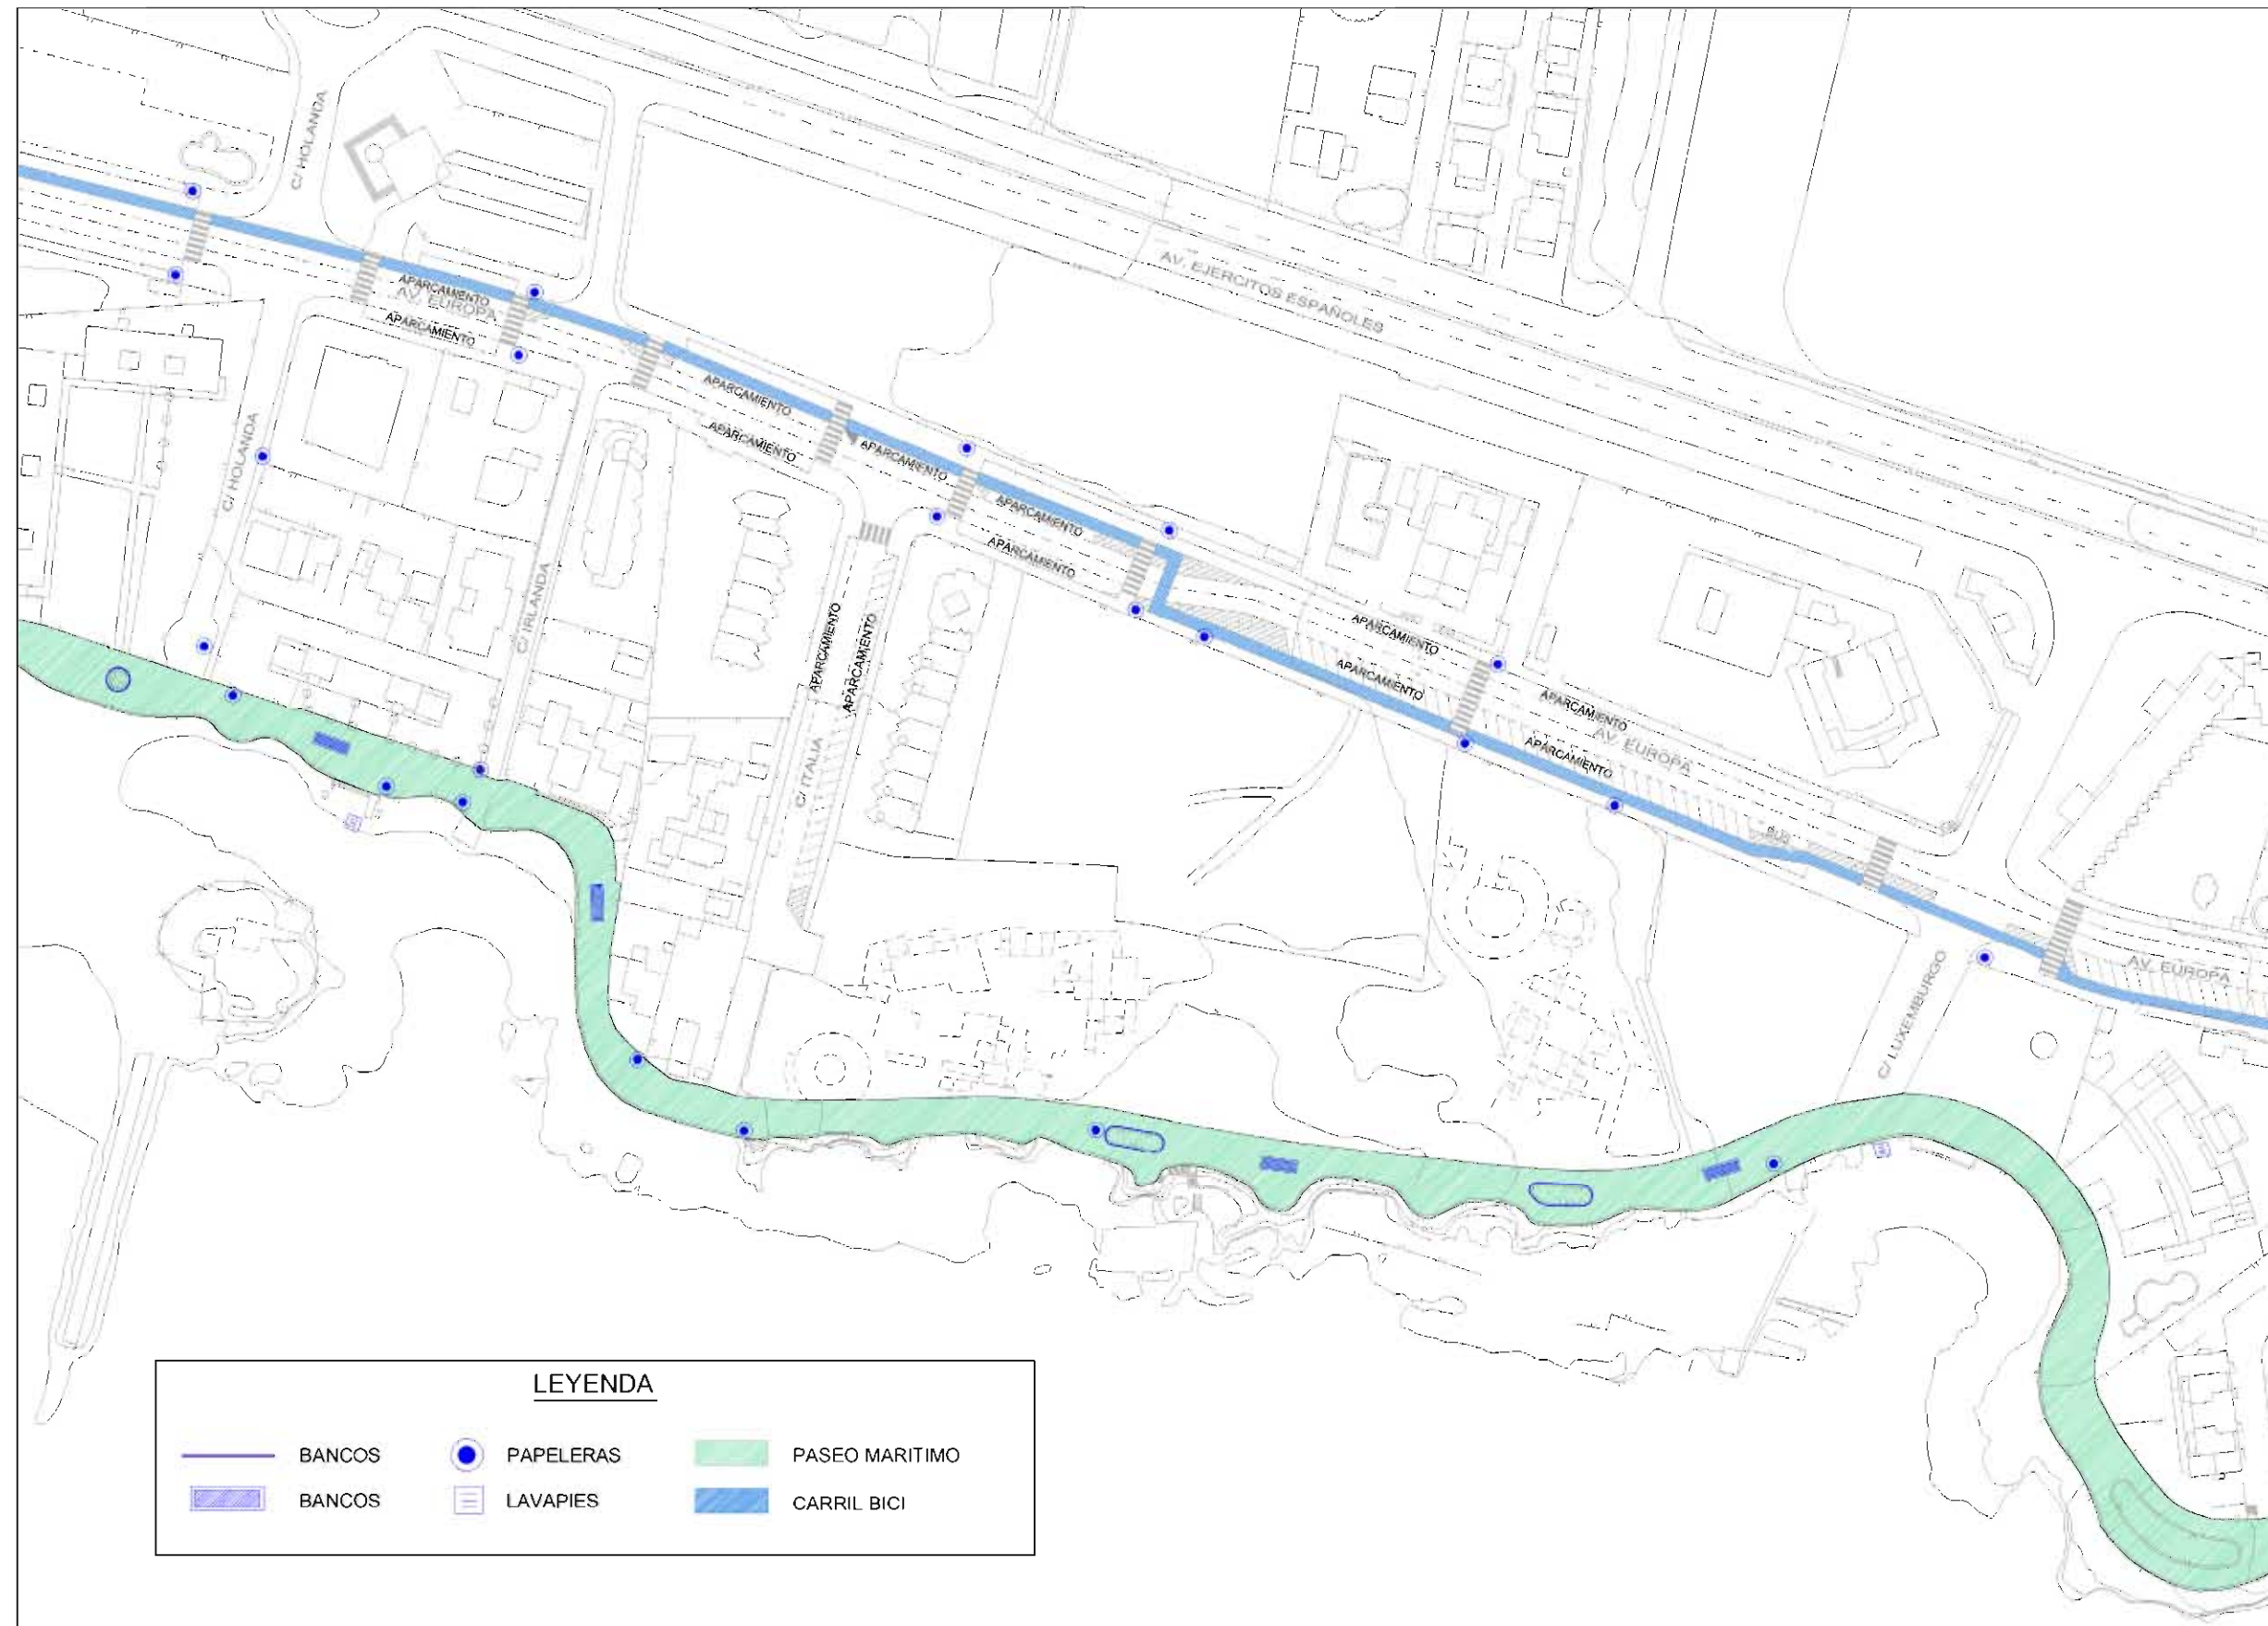 C/ HOLANDA
AV. EJERCITOS ESPAÑOLES
APARCAMIENTO
AV. EUROPA
APARCAMIENTO
APARCAMIENTO
APARCAMIENTO
APARCAMIENTO
C/ HOLANDA
APARCAMIENTO
APARCAMIENTO
C/ IRLANDA
APARCAMIENTO
APARCAMIENTO
C/ ITALIA
APARCAMIENTO
APARCAMIENTO
APARCAMIENTO
AV. EUROPA
APARCAMIENTO
BUS
C/ LUXEMBURGO
AV. EUROPA
LEYENDA
BANCOS
PAPELERAS
PASEO MARITIMO
BANCOS
LAVAPIES
CARRIL BICI